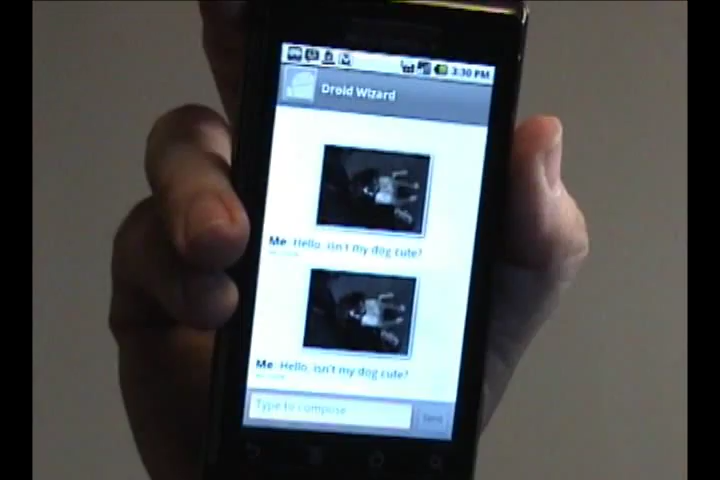 3:30 PM
Droid Wizard
Me: Hello, isn't my dog cute?
Me: Hello, isn't my dog cute?
Type to compose
Send